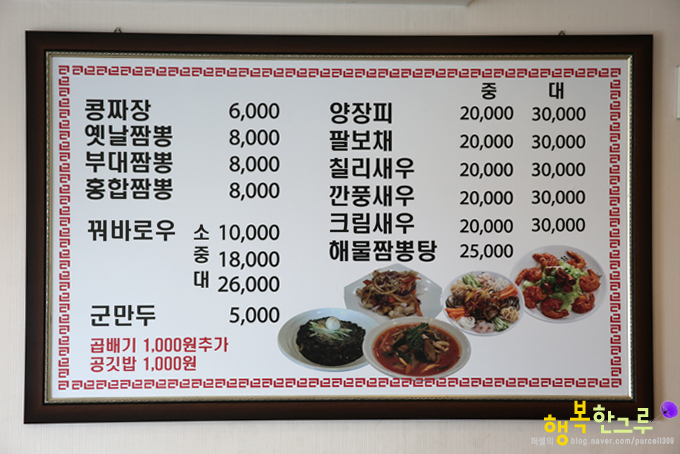 콩짜장 6,000
옛날짬뽕 8,000
부대짬뽕 8,000
홍합짬뽕 8,000
꿔바로우 소 10,000
중 18,000
대 26,000
군만두 5,000
곱배기 1,000원추가
공깃밥 1,000원
중 대
양장피 20,000 30,000
팔보채 20,000 30,000
칠리새우 20,000 30,000
깐풍새우 20,000 30,000
크림새우 20,000 30,000
해물짬뽕탕 25,000
행복한그루
파셀의 blog.naver.com/parcell309